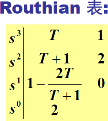 Routhian 表:
s³ T 1
s² T+1 2
s¹ 1-2T/(T+1) 0
s⁰ 2